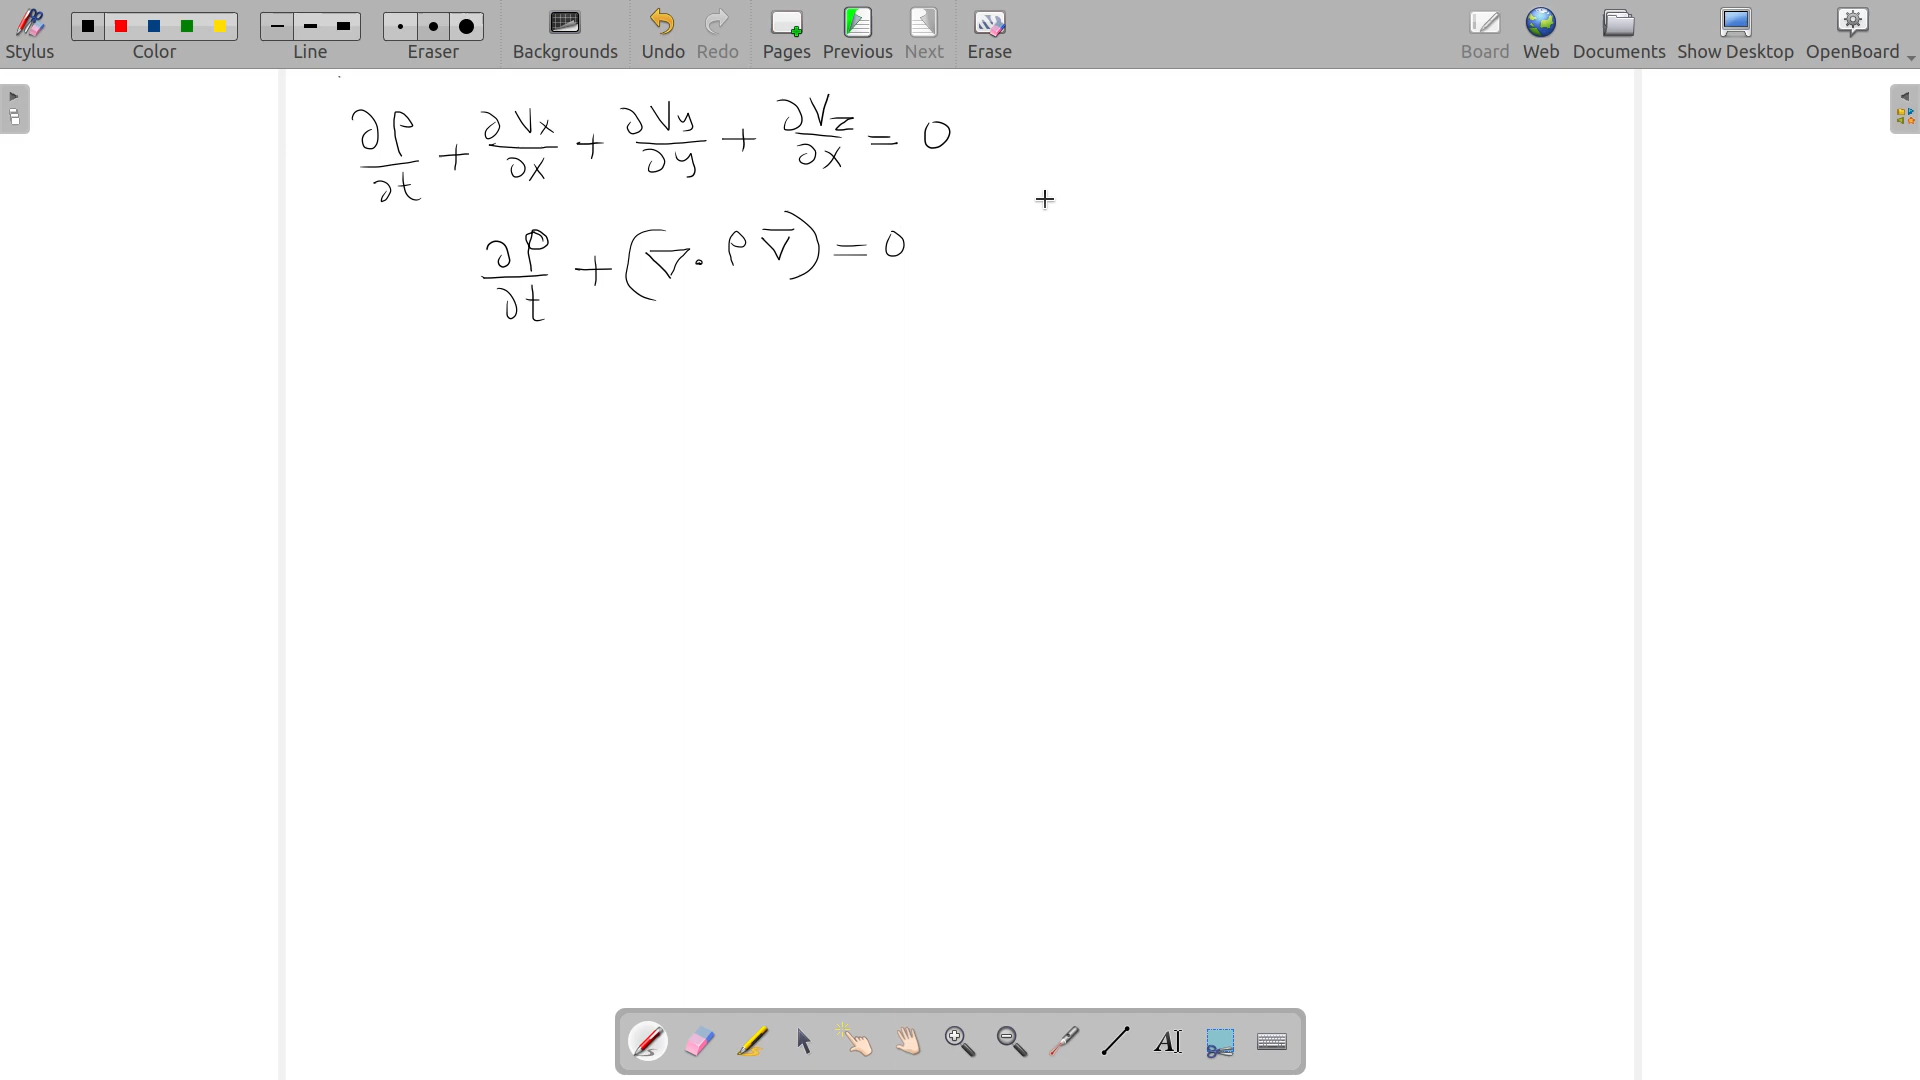 Stylus Color Line Eraser Backgrounds Undo Redo Pages Previous Next Erase Board Web Documents Show Desktop OpenBoard
∂ρ/∂t + ∂Vx/∂x + ∂Vy/∂y + ∂Vz/∂x = 0
∂ρ/∂t + (∇. ρ V̅) = 0
AI